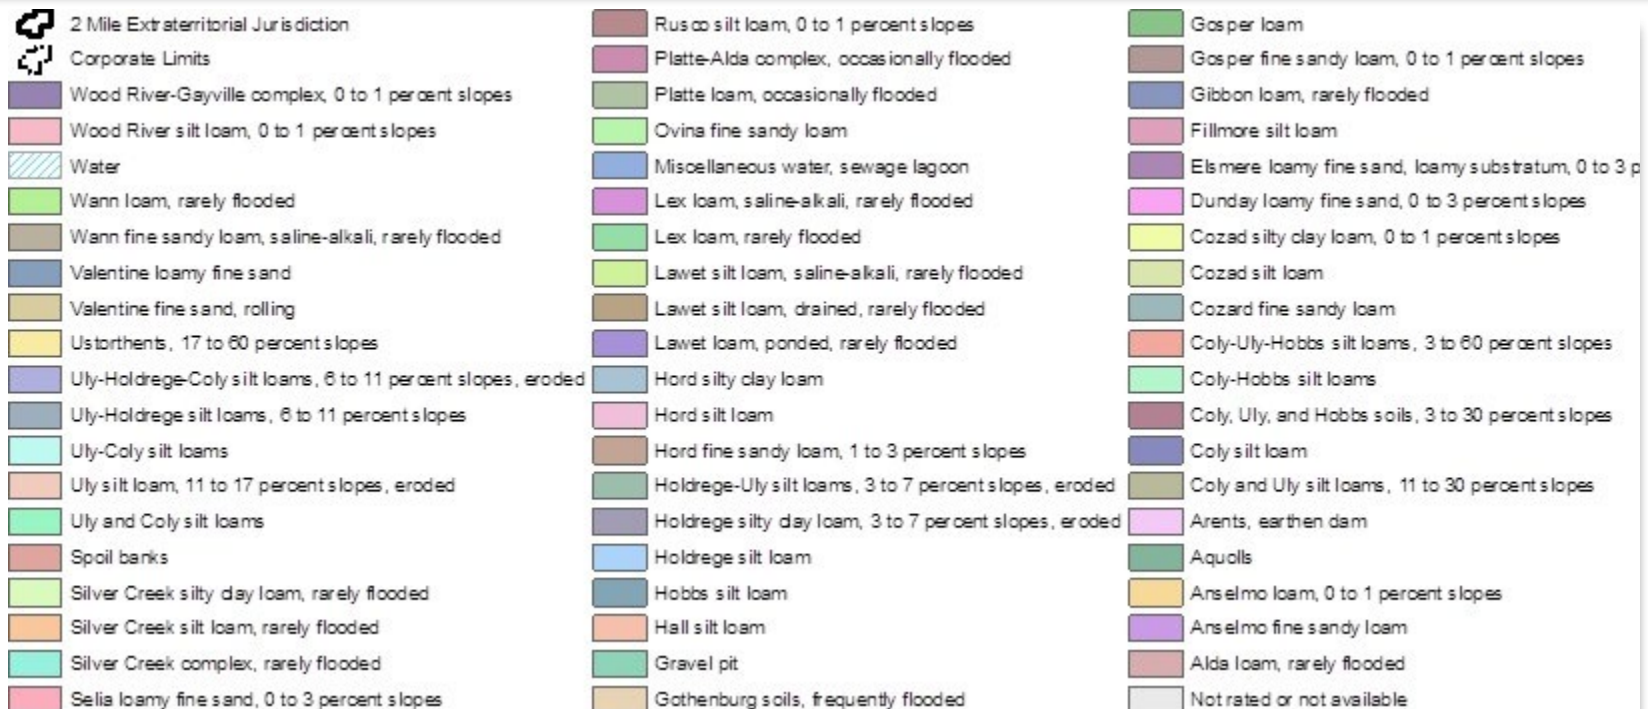 2 Mile Extraterritorial Jurisdiction
Corporate Limits
Wood River-Gayville complex, 0 to 1 percent slopes
Wood River silt loam, 0 to 1 percent slopes
Water
Wann loam, rarely flooded
Wann fine sandy loam, saline-alkali, rarely flooded
Valentine loamy fine sand
Valentine fine sand, rolling
Ustorthents, 17 to 60 percent slopes
Uly-Holdrege-Coly silt loams, 6 to 11 percent slopes, eroded
Uly-Holdrege silt loams, 6 to 11 percent slopes
Uly-Coly silt loams
Uly silt loam, 11 to 17 percent slopes, eroded
Uly and Coly silt loams
Spoil banks
Silver Creek silty clay loam, rarely flooded
Silver Creek silt loam, rarely flooded
Silver Creek complex, rarely flooded
Selia loamy fine sand, 0 to 3 percent slopes
Rusco silt loam, 0 to 1 percent slopes
Platte-Alda complex, occasionally flooded
Platte loam, occasionally flooded
Ovina fine sandy loam
Miscellaneous water, sewage lagoon
Lex loam, saline-alkali, rarely flooded
Lex loam, rarely flooded
Lawet silt loam, saline-alkali, rarely flooded
Lawet silt loam, drained, rarely flooded
Lawet loam, ponded, rarely flooded
Hord silty clay loam
Hord silt loam
Hord fine sandy loam, 1 to 3 percent slopes
Holdrege-Uly silt loams, 3 to 7 percent slopes, eroded
Holdrege silty clay loam, 3 to 7 percent slopes, eroded
Holdrege silt loam
Hobbs silt loam
Hall silt loam
Gravel pit
Gothenburg soils, frequently flooded
Gosper loam
Gosper fine sandy loam, 0 to 1 percent slopes
Gibbon loam, rarely flooded
Fillmore silt loam
Elsmere loamy fine sand, loamy substratum, 0 to 3 p
Dunday loamy fine sand, 0 to 3 percent slopes
Cozad silty clay loam, 0 to 1 percent slopes
Cozad silt loam
Cozard fine sandy loam
Coly-Uly-Hobbs silt loams, 3 to 60 percent slopes
Coly-Hobbs silt loams
Coly, Uly, and Hobbs soils, 3 to 30 percent slopes
Coly silt loam
Coly and Uly silt loams, 11 to 30 percent slopes
Arents, earthen dam
Aquolls
Anselmo loam, 0 to 1 percent slopes
Anselmo fine sandy loam
Alda loam, rarely flooded
Not rated or not available